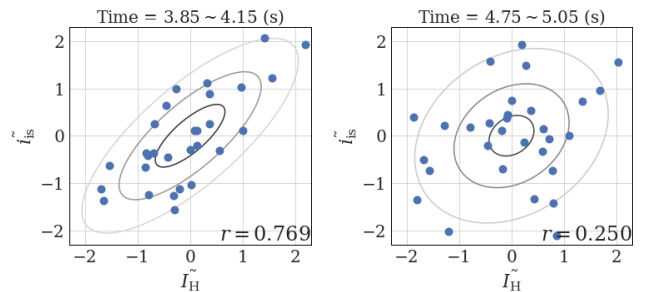 Time = 3.85 ∼ 4.15 (s)
2
1
0
−1
−2
ĩis
−2 −1 0 1 2
r = 0.769
ĨH
Time = 4.75 ∼ 5.05 (s)
2
1
0
−1
−2
ĩis
−2 −1 0 1 2
r = 0.250
ĨH